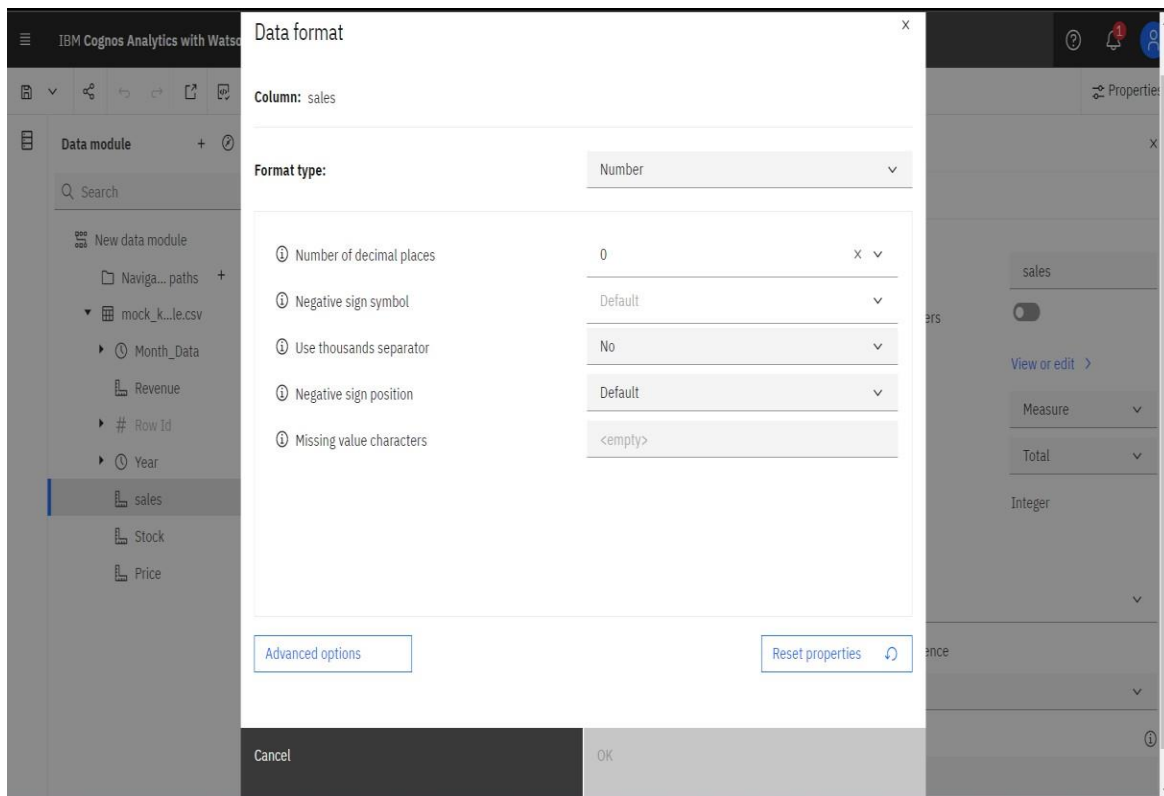 IBM Cognos Analytics with Watso
1
Data format
X
Column: sales
Properties
Data module
Search
New data module
Naviga... paths
mock_k...le.csv
Month_Data
Revenue
# Row Id
Year
sales
Stock
Price
Format type:
Number
Number of decimal places
0
Negative sign symbol
Default
Use thousands separator
No
Negative sign position
Default
Missing value characters
<empty>
Advanced options
Reset properties
Cancel
OK
sales
ers
View or edit
Measure
Total
Integer
ence